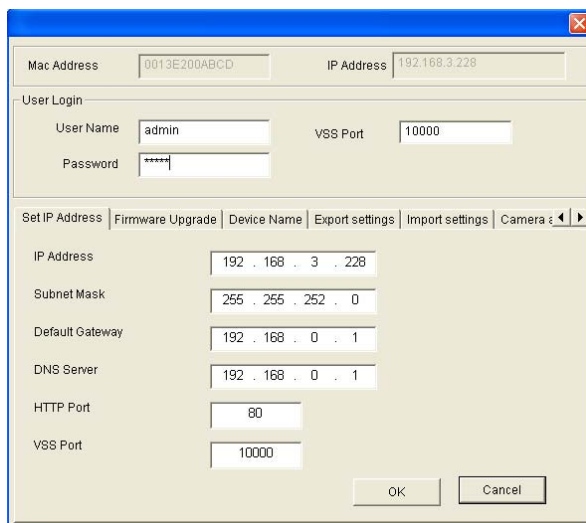 Mac Address 0013E200ABCD IP Address 192.168.3.228
User Login
User Name admin VSS Port 10000
Password *****
Set IP Address Firmware Upgrade Device Name Export settings Import settings Camera a
IP Address 192 . 168 . 3 . 228
Subnet Mask 255 . 255 . 252 . 0
Default Gateway 192 . 168 . 0 . 1
DNS Server 192 . 168 . 0 . 1
HTTP Port 80
VSS Port 10000
OK Cancel